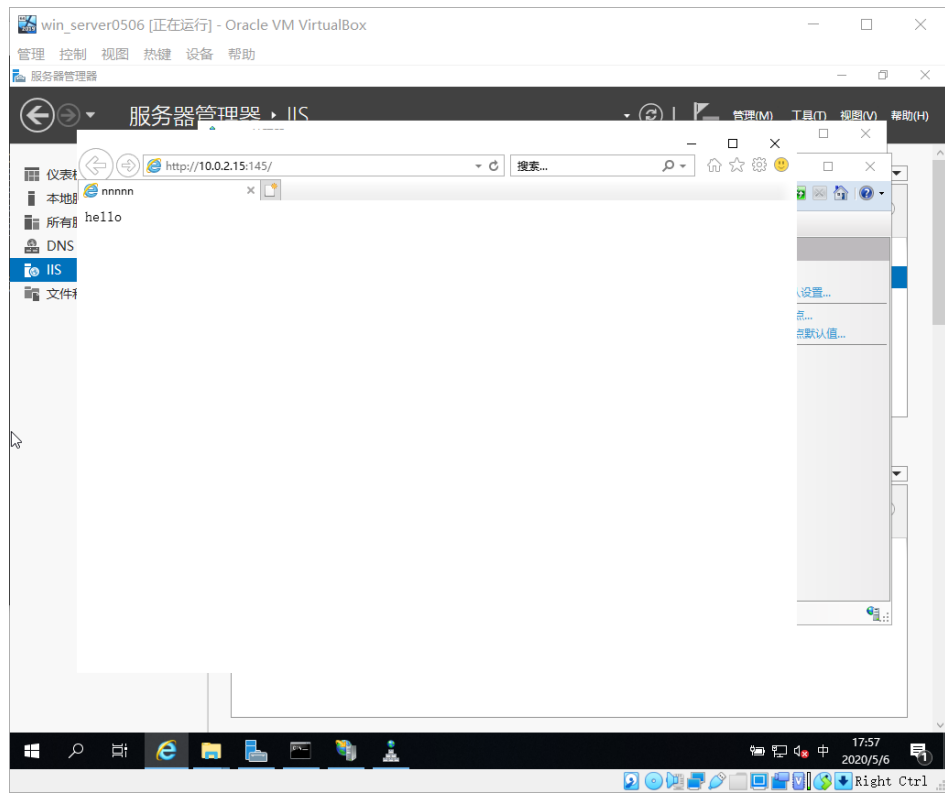 win_server0506 [正在运行] - Oracle VM VirtualBox
管理 控制 视图 热键 设备 帮助
服务器管理器
服务器管理器 ‣ IIS
管理(M) 工具(T) 视图(V) 帮助(H)
http://10.0.2.15:145/
搜索...
nnnnn
hello
仪表
本地
所有
DNS
IIS
文件
设置...
点...
点默认值...
17:57
中
2020/5/6
1
Right Ctrl